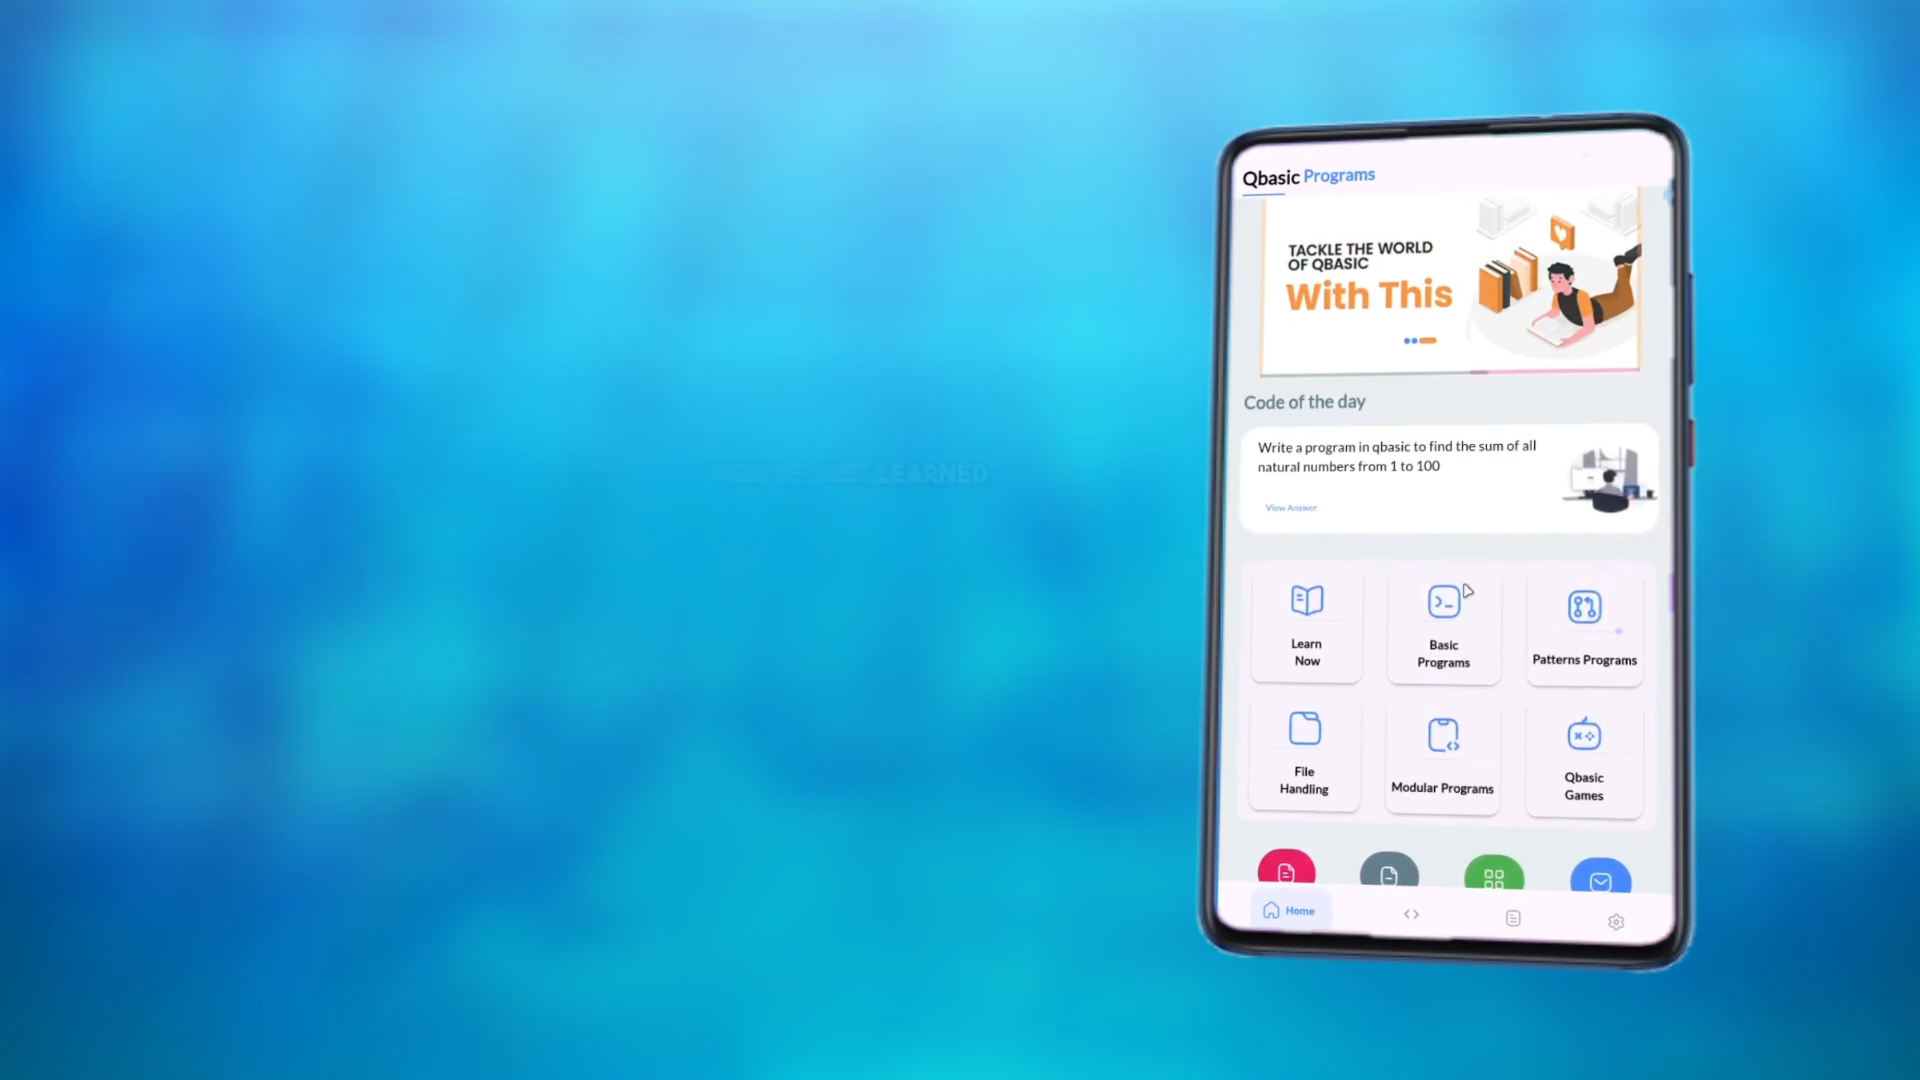 Qbasic Programs
TACKLE THE WORLD
OF QBASIC
With This
Code of the day
Write a program in qbasic to find the sum of all
natural numbers from 1 to 100
View Answer
LEARNED
Learn
Now
Basic
Programs
Patterns Programs
File
Handling
Modular Programs
Qbasic
Games
Home